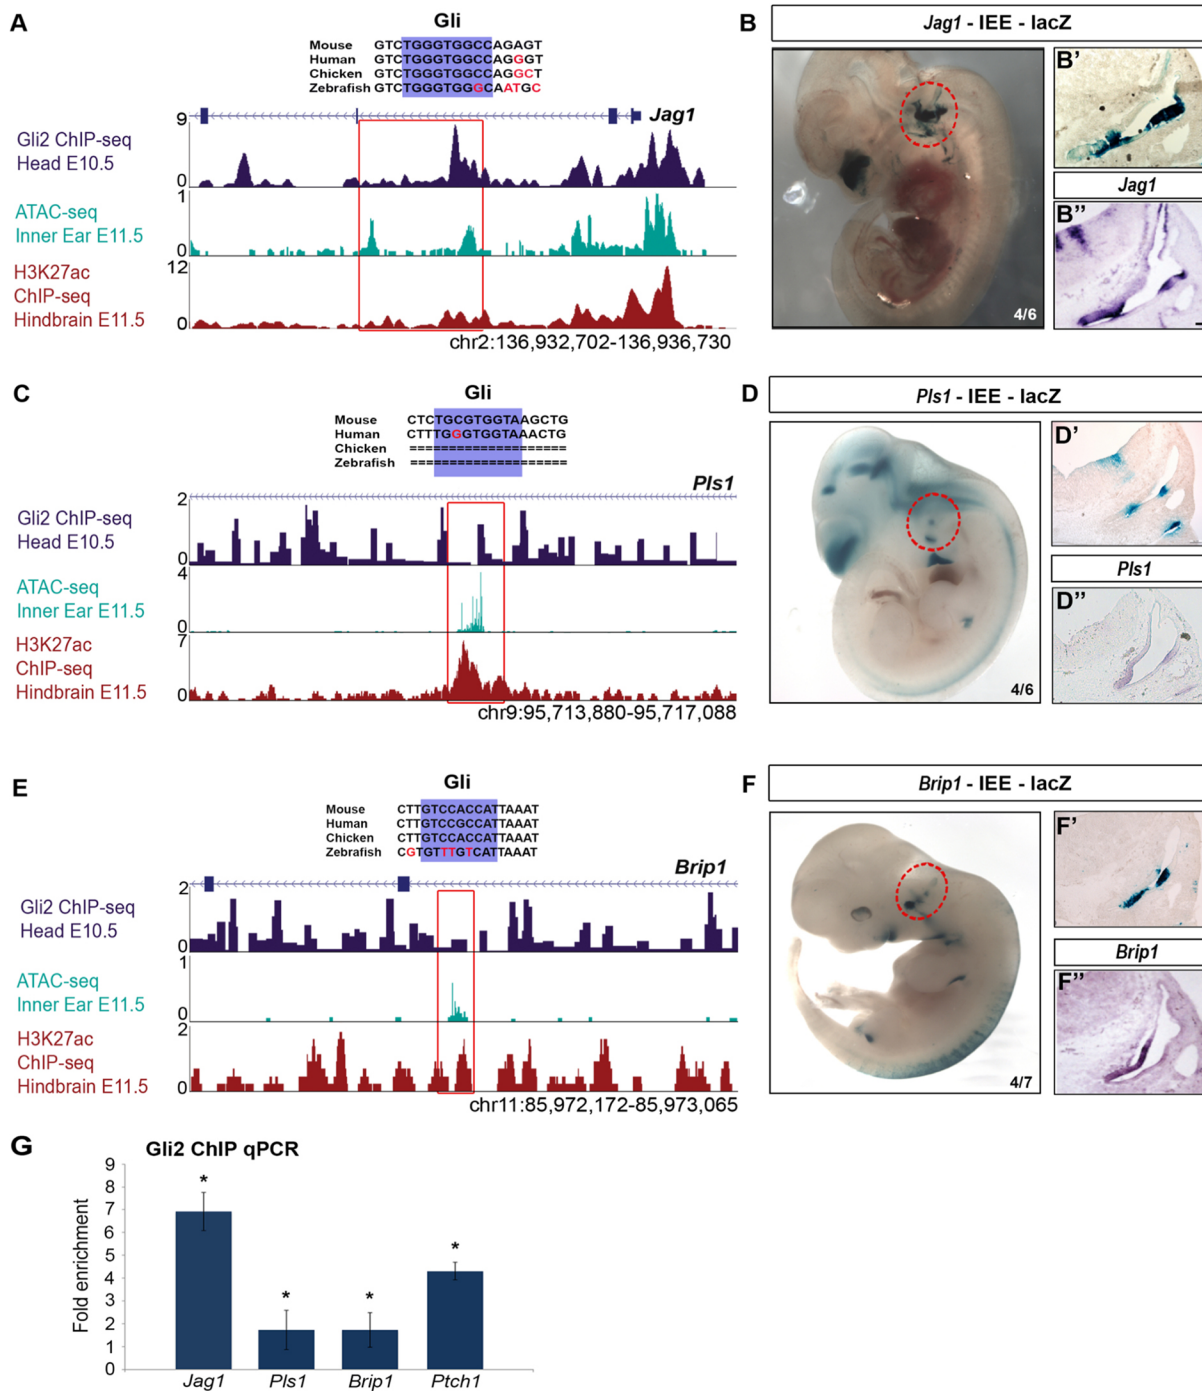 A
Gli
Mouse GTCTGGGTGGCCAGAGT
Human GTCTGGGTGGCCAGGGT
Chicken GTCTGGGTGGCCAGGCT
Zebrafish GTCTGGGTGGGCAATGC
Jag1
9
Gli2 ChIP-seq
Head E10.5
0
1
ATAC-seq
Inner Ear E11.5
0
12
H3K27ac
ChIP-seq
Hindbrain E11.5
0
chr2:136,932,702-136,936,730
B
Jag1 - IEE - lacZ
4/6
B'
Jag1
B''
C
Gli
Mouse CTCTGCGTGGTAAGCTG
Human CTTTGGGTGGTAAACTG
Chicken =================
Zebrafish =================
Pls1
2
Gli2 ChIP-seq
Head E10.5
0
4
ATAC-seq
Inner Ear E11.5
0
7
H3K27ac
ChIP-seq
Hindbrain E11.5
0
chr9:95,713,880-95,717,088
D
Pls1 - IEE - lacZ
4/6
D'
Pls1
D''
E
Gli
Mouse CTTGTCCACCATTAAAT
Human CTTGTCCGCCATTAAAT
Chicken CTTGTCCACCATTAAAT
Zebrafish CGTGTTTGTCATTAAAT
Brip1
2
Gli2 ChIP-seq
Head E10.5
0
1
ATAC-seq
Inner Ear E11.5
0
2
H3K27ac
ChIP-seq
Hindbrain E11.5
0
chr11:85,972,172-85,973,065
F
Brip1 - IEE - lacZ
4/7
F'
Brip1
F''
G
Gli2 ChIP qPCR
Fold enrichment
9
8
7
6
5
4
3
2
1
0
*
*
*
*
Jag1 Pls1 Brip1 Ptch1